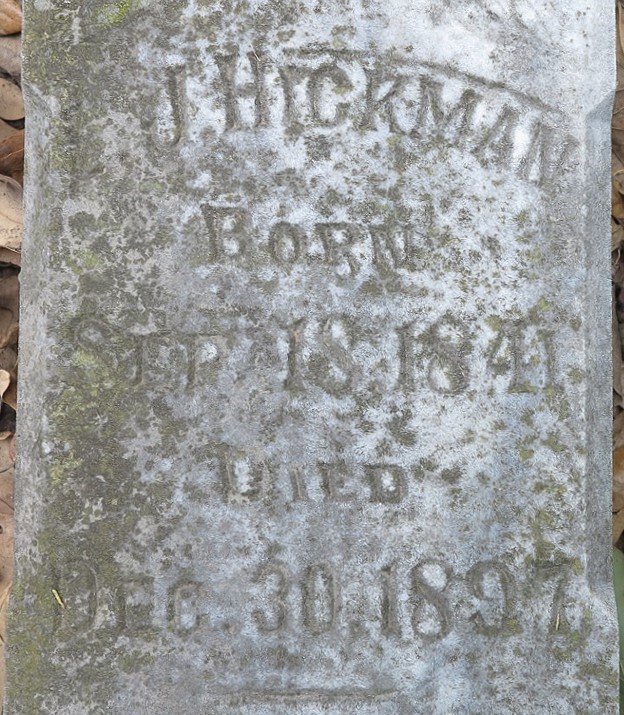 J HICKMAN
BORN
SEP. 18. 1841
DIED
DEC. 30. 1897